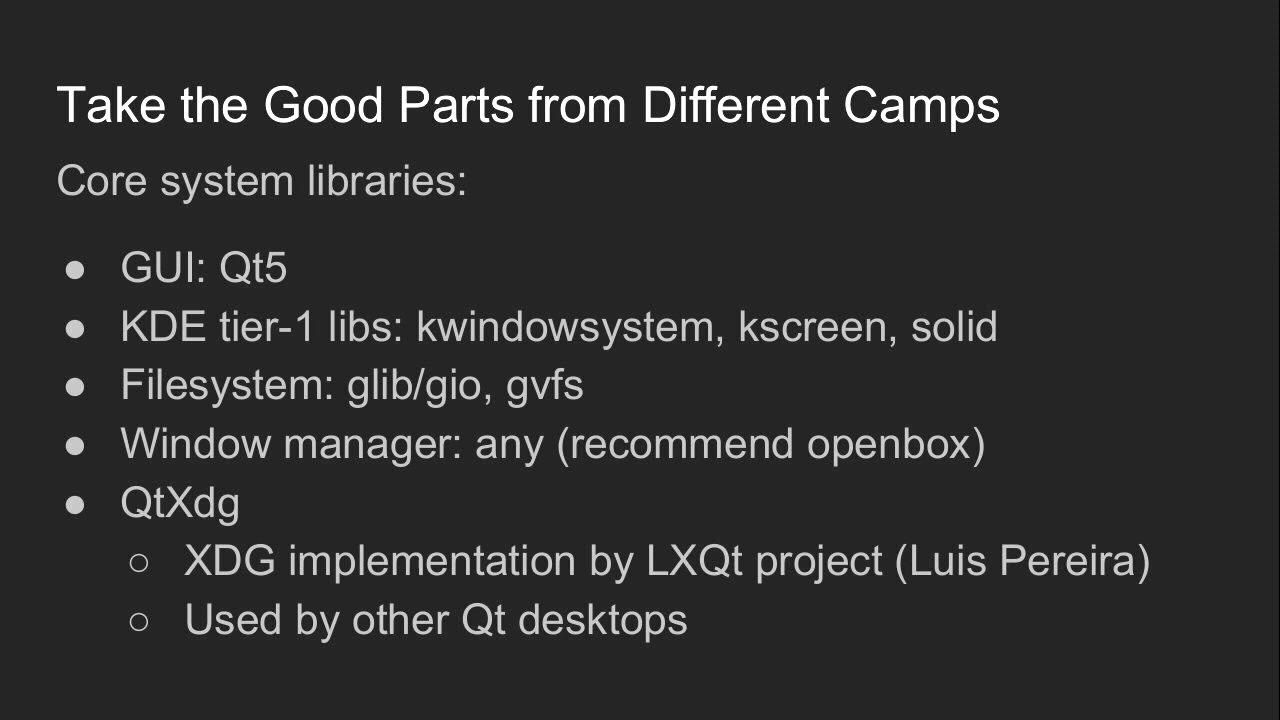 Take the Good Parts from Different Camps
Core system libraries:
● GUI: Qt5
● KDE tier-1 libs: kwindowsystem, kscreen, solid
● Filesystem: glib/gio, gvfs
● Window manager: any (recommend openbox)
● QtXdg
○ XDG implementation by LXQt project (Luis Pereira)
○ Used by other Qt desktops